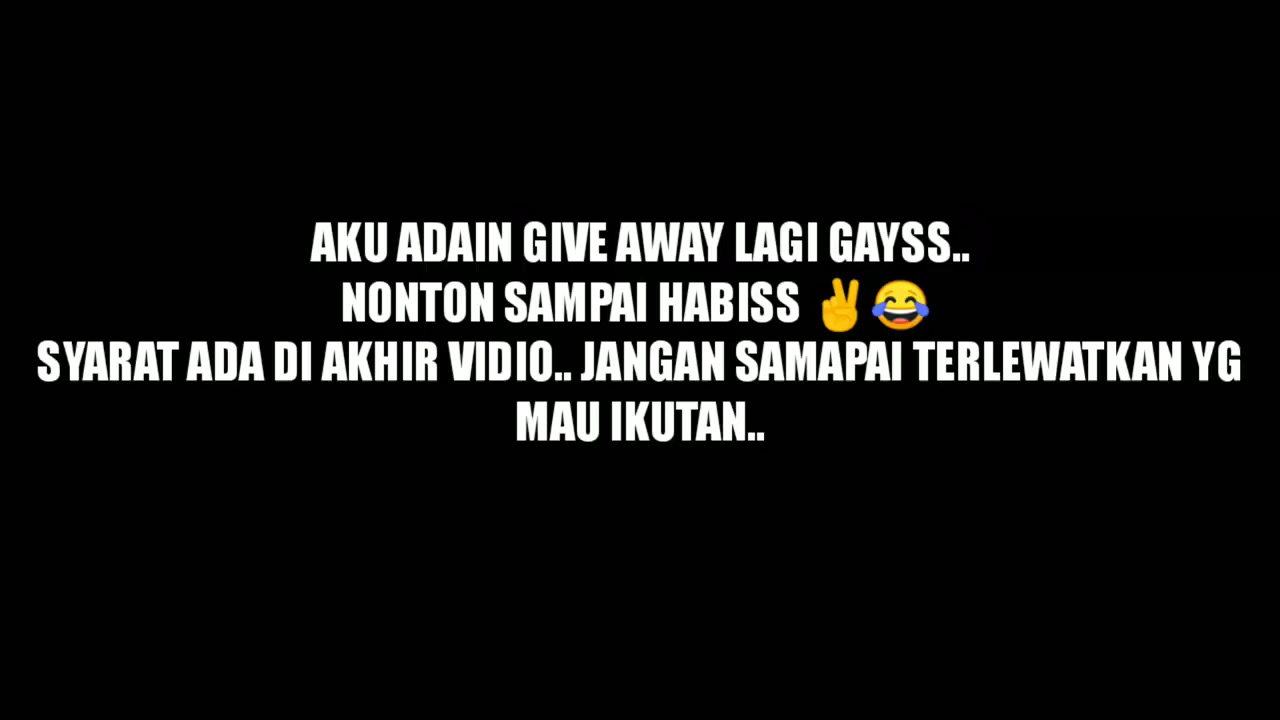 AKU ADAIN GIVE AWAY LAGI GAYSS..
NONTON SAMPAI HABISS ✌😂
SYARAT ADA DI AKHIR VIDIO.. JANGAN SAMAPAI TERLEWATKAN YG
MAU IKUTAN..